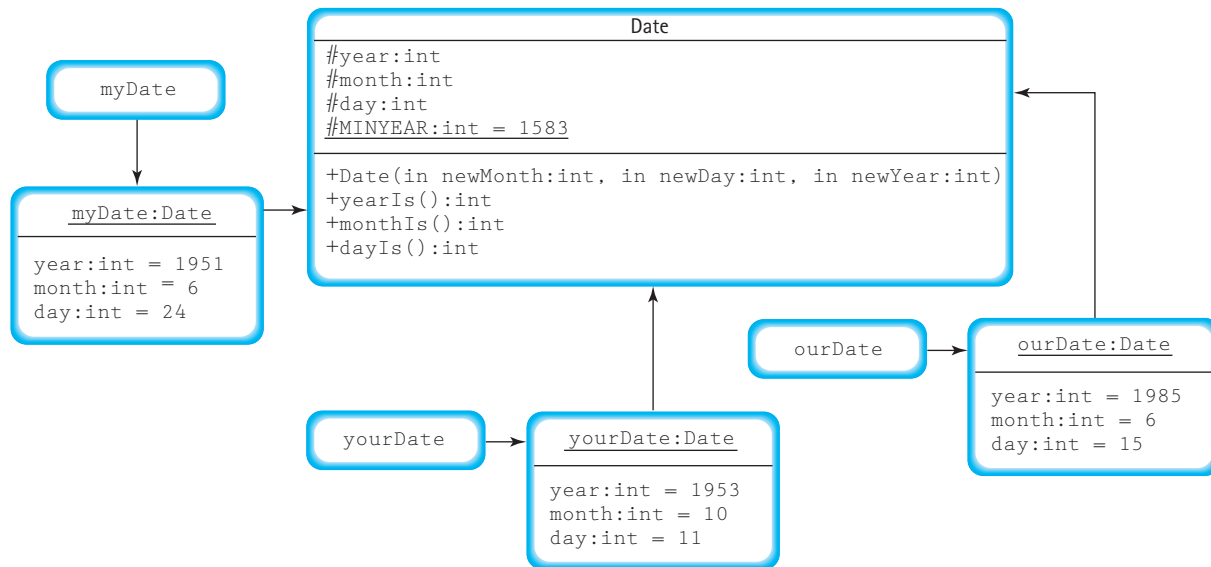 Date
#year:int
#month:int
#day:int
#MINYEAR:int = 1583
+Date(in newMonth:int, in newDay:int, in newYear:int)
+yearIs():int
+monthIs():int
+dayIs():int
myDate
myDate:Date
year:int = 1951
month:int = 6
day:int = 24
yourDate
yourDate:Date
year:int = 1953
month:int = 10
day:int = 11
ourDate
ourDate:Date
year:int = 1985
month:int = 6
day:int = 15